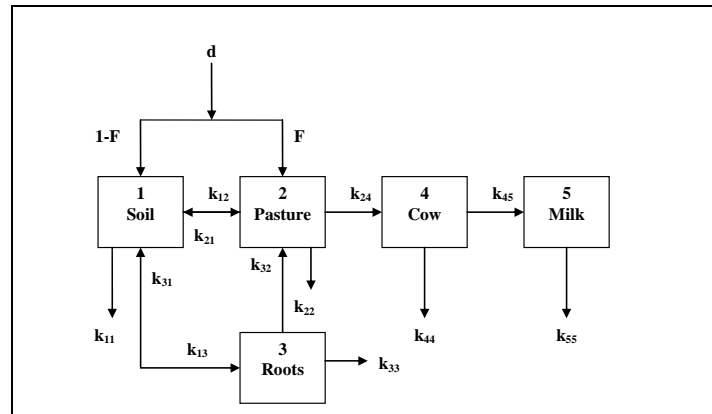 d
1-F
F
1
Soil
k12
k21
2
Pasture
k24
4
Cow
k45
5
Milk
k31
k32
k11
k22
k13
3
Roots
k33
k44
k55